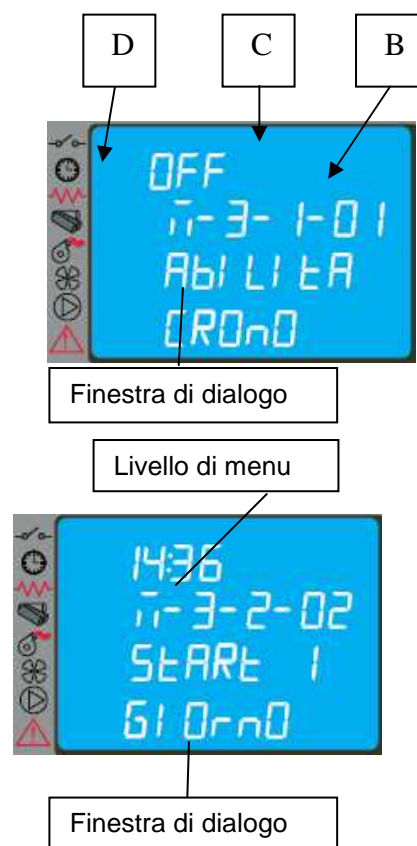 D C B
OFF
n-3-1-01
AbILItA
CROnO
Finestra di dialogo
Livello di menu
14:36
n-3-2-02
StARt 1
GIOrnO
Finestra di dialogo